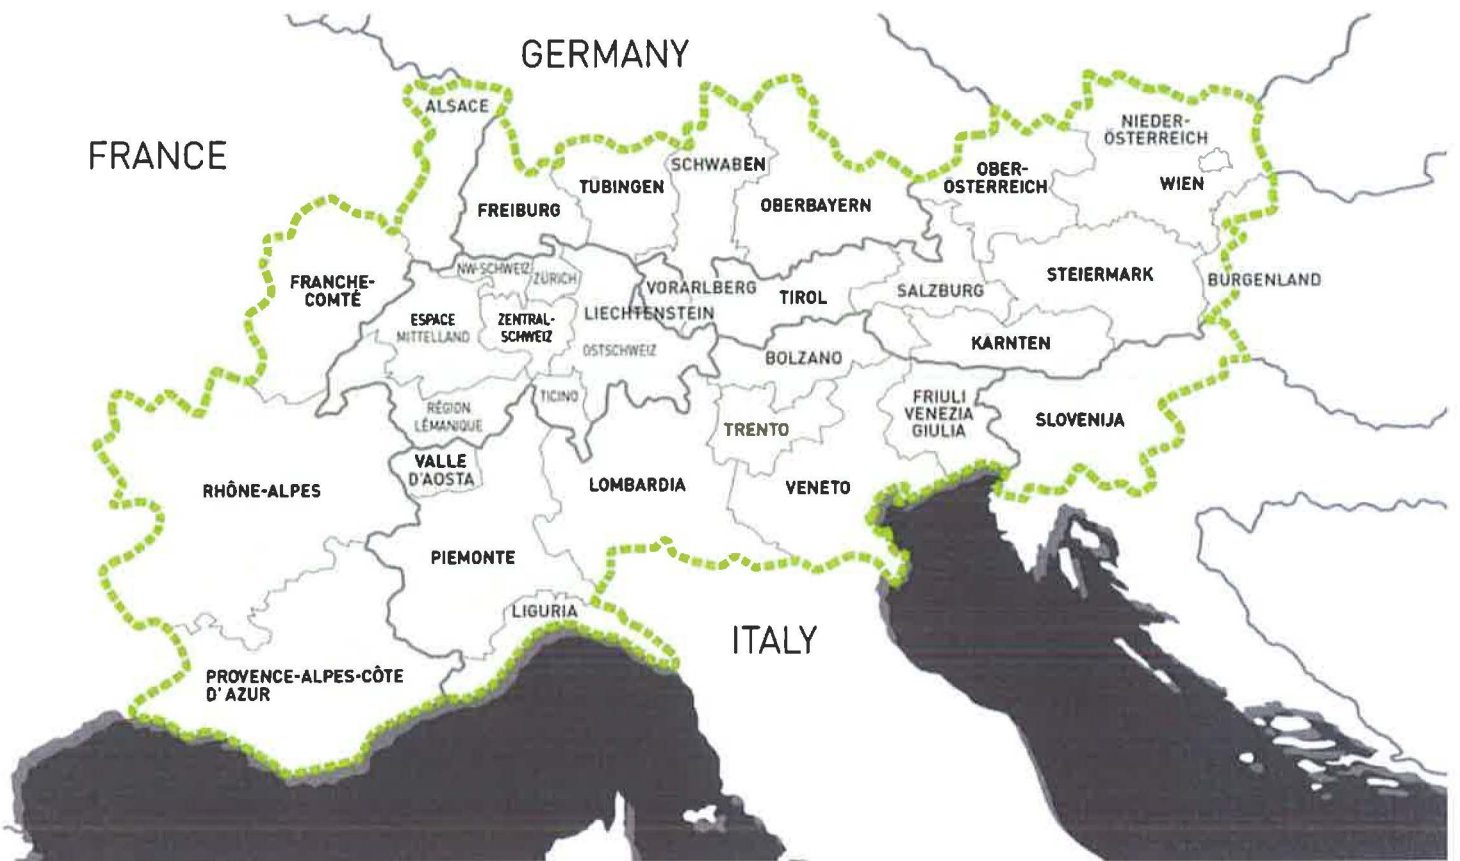 GERMANY
FRANCE
ITALY
ALSACE
FREIBURG
TÜBINGEN
SCHWABEN
OBERBAYERN
OBER-
ÖSTERREICH
NIEDER-
ÖSTERREICH
WIEN
FRANCHE-
COMTÉ
NW-SCHWEIZ
ZÜRICH
VORARLBERG
TIROL
SALZBURG
STEIERMARK
BURGENLAND
ESPACE
MITTELLAND
ZENTRAL-
SCHWEIZ
LIECHTENSTEIN
OSTSCHWEIZ
BOLZANO
KÄRNTEN
RÉGION
LÉMANIQUE
TICINO
TRENTO
FRIULI
VENEZIA
GIULIA
SLOVENIJA
RHÔNE-ALPES
VALLE
D'AOSTA
LOMBARDIA
VENETO
PIEMONTE
LIGURIA
PROVENCE-ALPES-CÔTE
D' AZUR